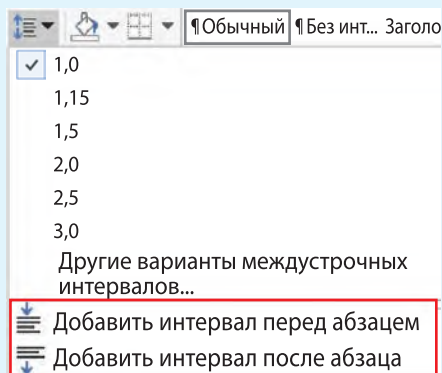 ¶Обычный ¶Без инт... Заголо
1,0
1,15
1,5
2,0
2,5
3,0
Другие варианты междустрочных
интервалов...
Добавить интервал перед абзацем
Добавить интервал после абзаца